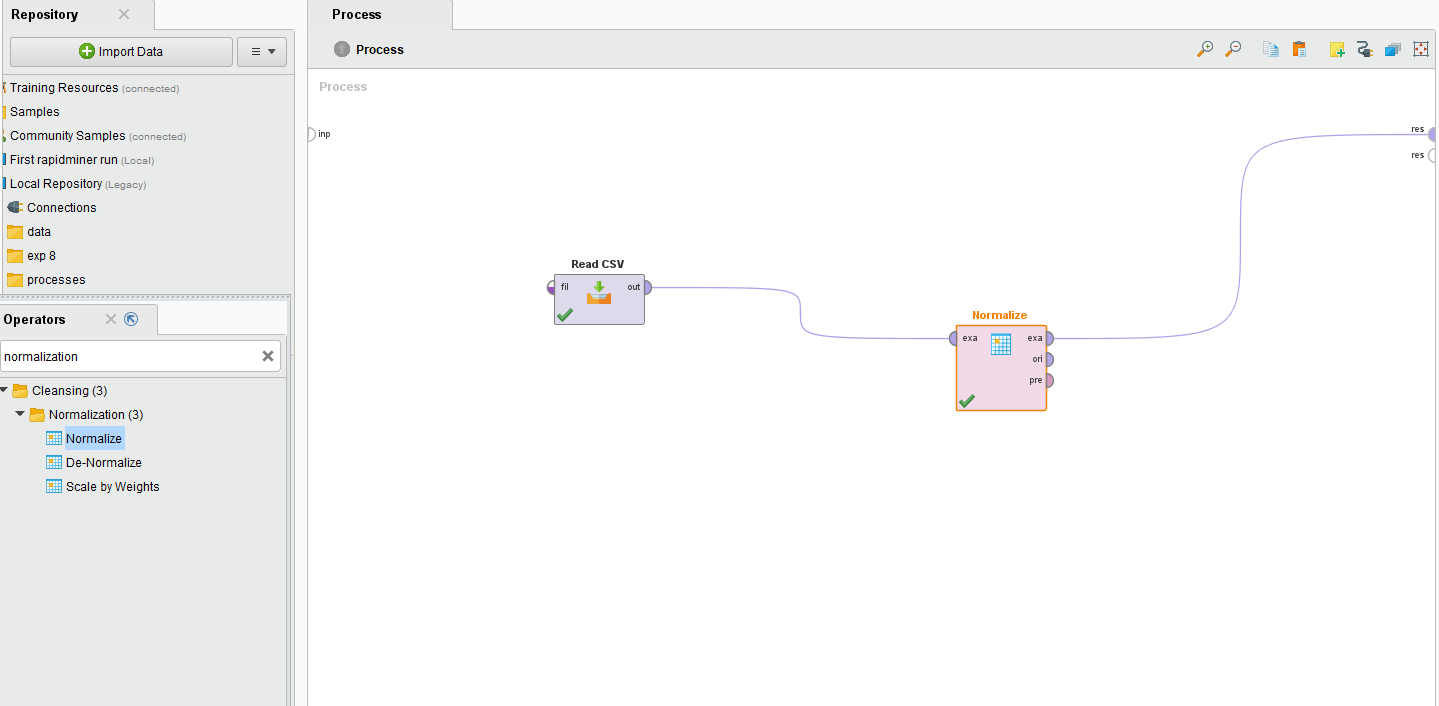 Repository
Import Data
Training Resources (connected)
Samples
Community Samples (connected)
First rapidminer run (Local)
Local Repository (Legacy)
Connections
data
exp 8
processes
Operators
normalization
Cleansing (3)
Normalization (3)
Normalize
De-Normalize
Scale by Weights
Process
Process
Process
inp
res
res
Read CSV
fil out
Normalize
exa exa
ori
pre